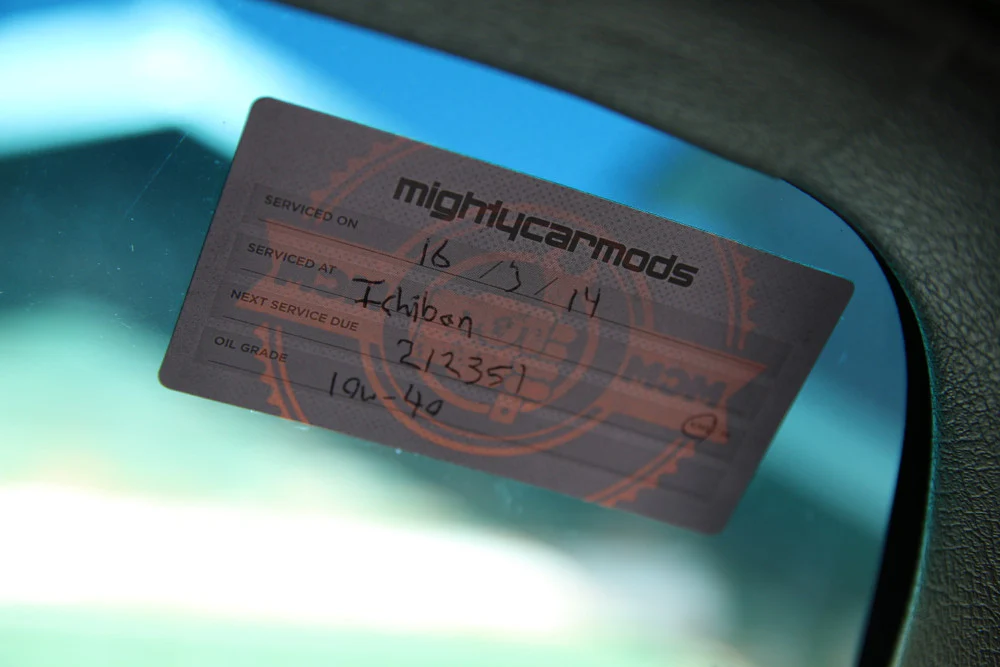 mightycarmods
SERVICED ON 16/3/14
SERVICED AT Ichiban
NEXT SERVICE DUE 212351
OIL GRADE 10w-40